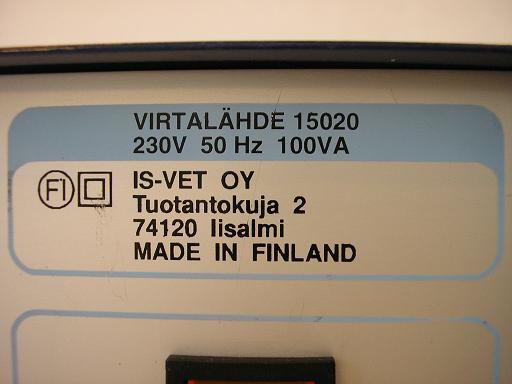 VIRTALÄHDE 15020
230V 50 Hz 100VA
FI IS-VET OY
Tuotantokuja 2
74120 Iisalmi
MADE IN FINLAND